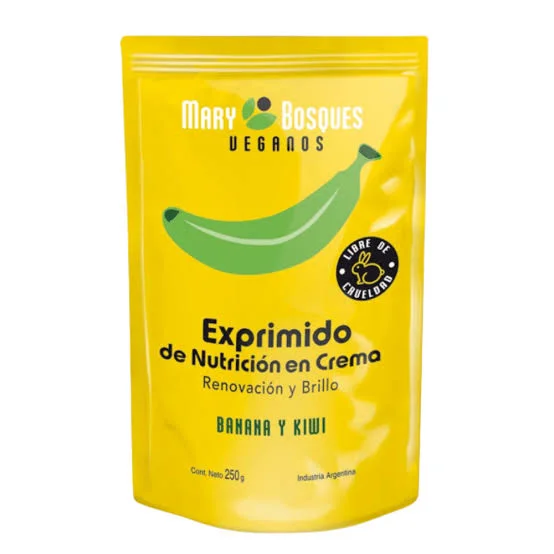 MARY BOSQUES
VEGANOS
LIBRE DE
CRUELDAD
Exprimido
de Nutrición en Crema
Renovación y Brillo
BANANA Y KIWI
Cont. Neto 250 g
Industria Argentina